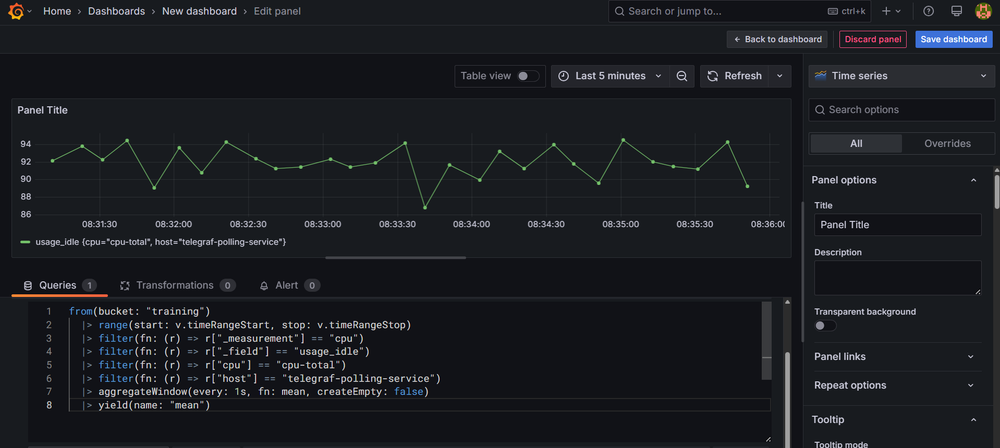 Home › Dashboards › New dashboard › Edit panel
Search or jump to... ctrl+k
← Back to dashboard
Discard panel
Save dashboard
Table view
Last 5 minutes
Refresh
Time series
Search options
All
Overrides
Panel Title
94
92
90
88
86
08:31:30 08:32:00 08:32:30 08:33:00 08:33:30 08:34:00 08:34:30 08:35:00 08:35:30 08:36:00
usage_idle {cpu="cpu-total", host="telegraf-polling-service"}
Queries 1
Transformations 0
Alert 0
1 from(bucket: "training")
2 |> range(start: v.timeRangeStart, stop: v.timeRangeStop)
3 |> filter(fn: (r) => r["_measurement"] == "cpu")
4 |> filter(fn: (r) => r["_field"] == "usage_idle")
5 |> filter(fn: (r) => r["cpu"] == "cpu-total")
6 |> filter(fn: (r) => r["host"] == "telegraf-polling-service")
7 |> aggregateWindow(every: 1s, fn: mean, createEmpty: false)
8 |> yield(name: "mean")
Panel options
Title
Panel Title
Description
Transparent background
Panel links
Repeat options
Tooltip
Tooltip mode